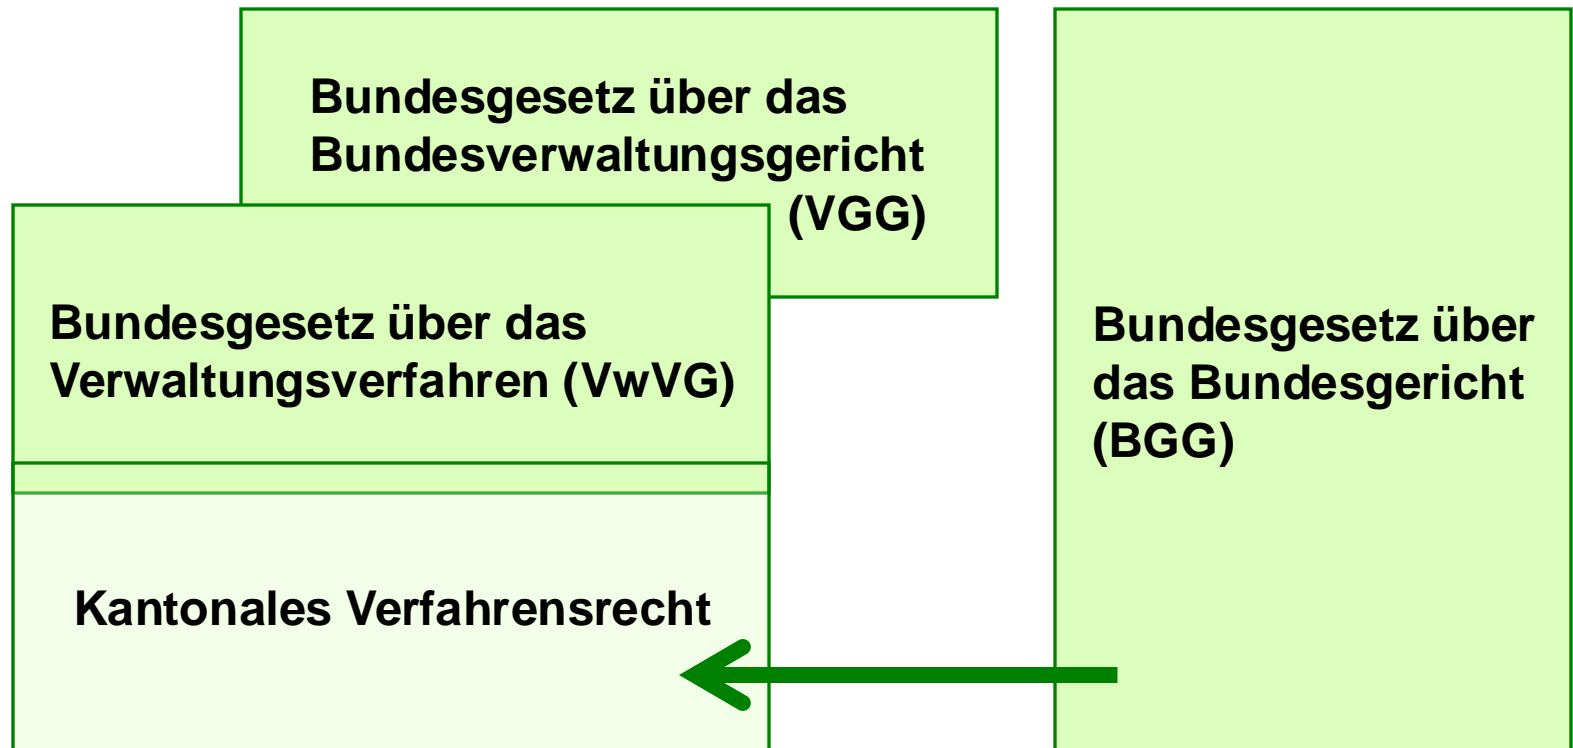 Bundesgesetz über das
Bundesverwaltungsgericht
(VGG)
Bundesgesetz über das
Verwaltungsverfahren (VwVG)
Kantonales Verfahrensrecht
Bundesgesetz über
das Bundesgericht
(BGG)